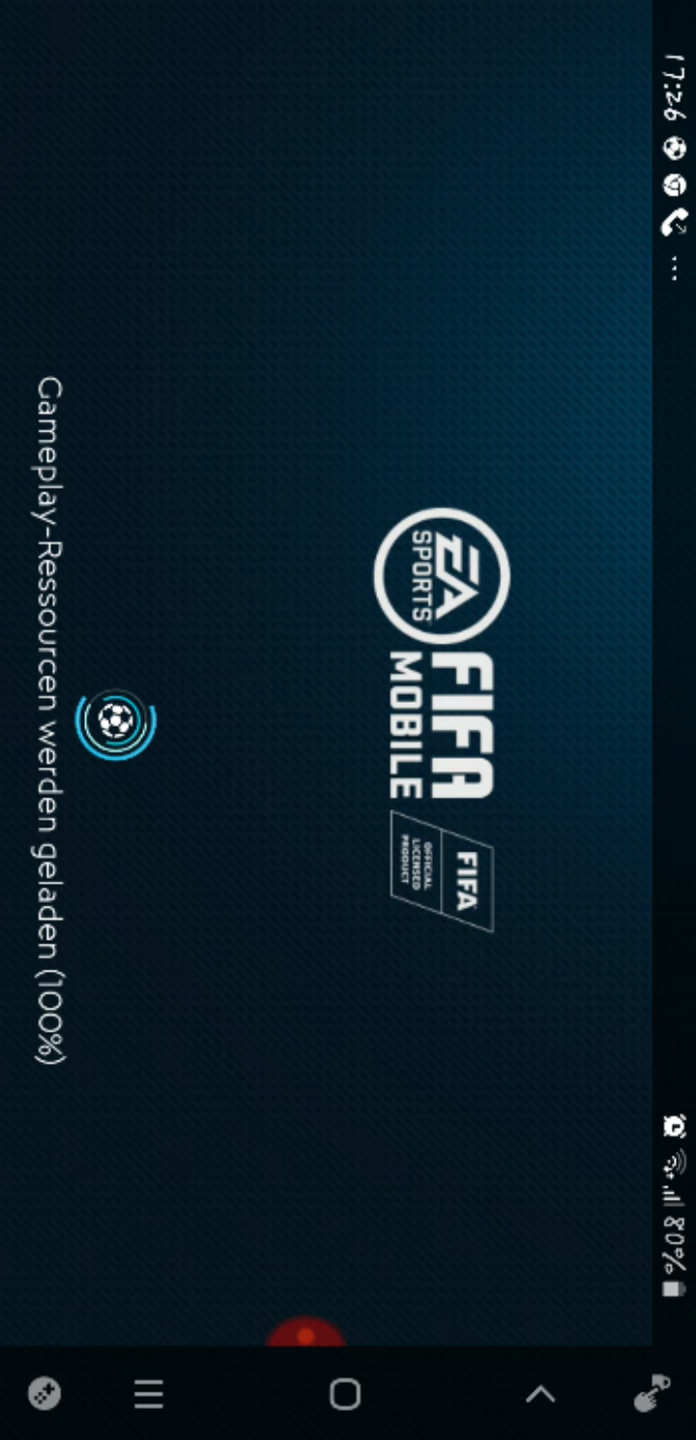 17:26
80%
EA
SPORTS
FIFA
MOBILE
FIFA
OFFICIAL
LICENSED
PRODUCT
Gameplay-Ressourcen werden geladen (100%)